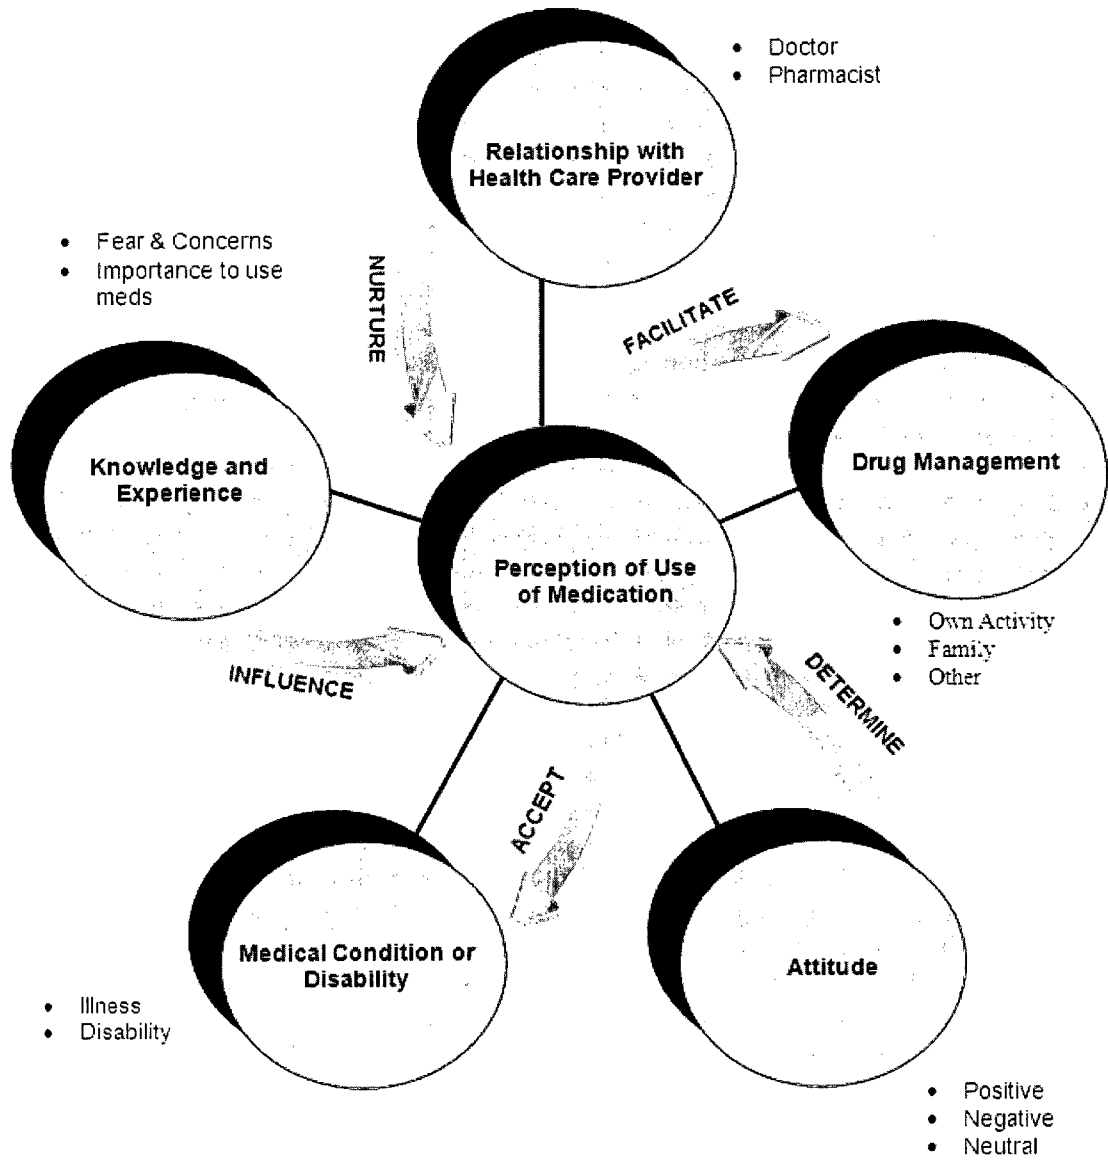 • Doctor
• Pharmacist
Relationship with
Health Care Provider
• Fear & Concerns
• Importance to use
meds
NURTURE
FACILITATE
Knowledge and
Experience
Drug Management
Perception of Use
of Medication
• Own Activity
• Family
• Other
INFLUENCE
DETERMINE
ACCEPT
Medical Condition or
Disability
Attitude
• Illness
• Disability
• Positive
• Negative
• Neutral